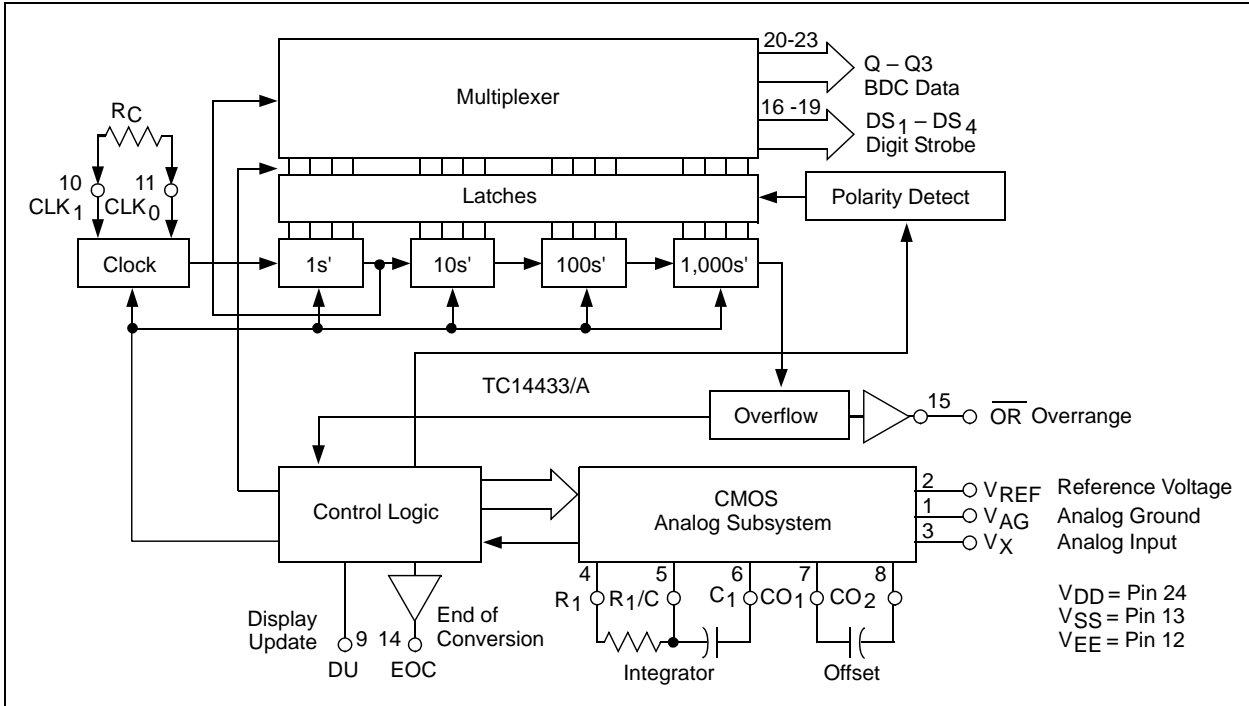 20-23
Q – Q3
BDC Data
Multiplexer
16 -19
DS1 – DS4
Digit Strobe
RC
10
11
CLK1
CLK0
Latches
Polarity Detect
Clock
1s'
10s'
100s'
1,000s'
TC14433/A
Overflow
15
OR Overrange
Control Logic
CMOS
Analog Subsystem
2
VREF Reference Voltage
1
VAG Analog Ground
3
VX Analog Input
4
5
6
7
8
R1
R1/C
C1
CO1
CO2
VDD = Pin 24
VSS = Pin 13
VEE = Pin 12
Display
Update
9
DU
14
EOC
End of
Conversion
Integrator
Offset